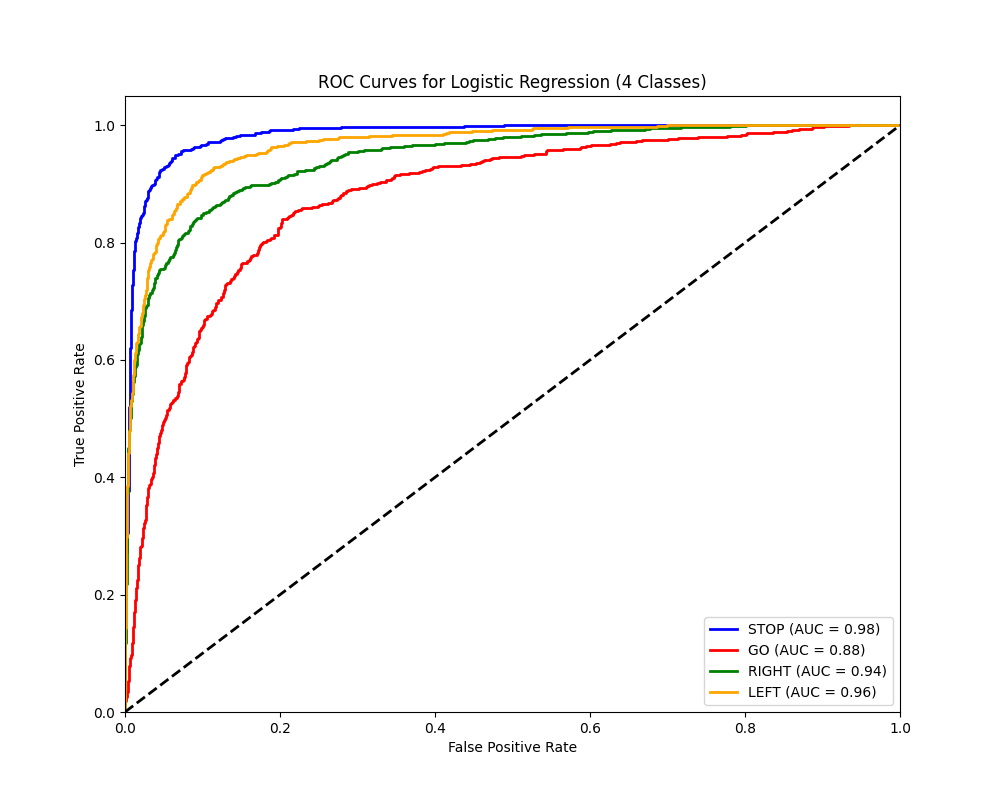 ROC Curves for Logistic Regression (4 Classes)
True Positive Rate
1.0
0.8
0.6
0.4
0.2
0.0
0.0 0.2 0.4 0.6 0.8 1.0
False Positive Rate
STOP (AUC = 0.98)
GO (AUC = 0.88)
RIGHT (AUC = 0.94)
LEFT (AUC = 0.96)